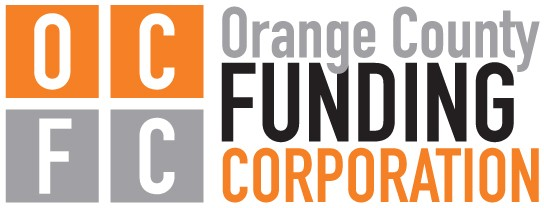 O C
F C
Orange County
FUNDING
CORPORATION